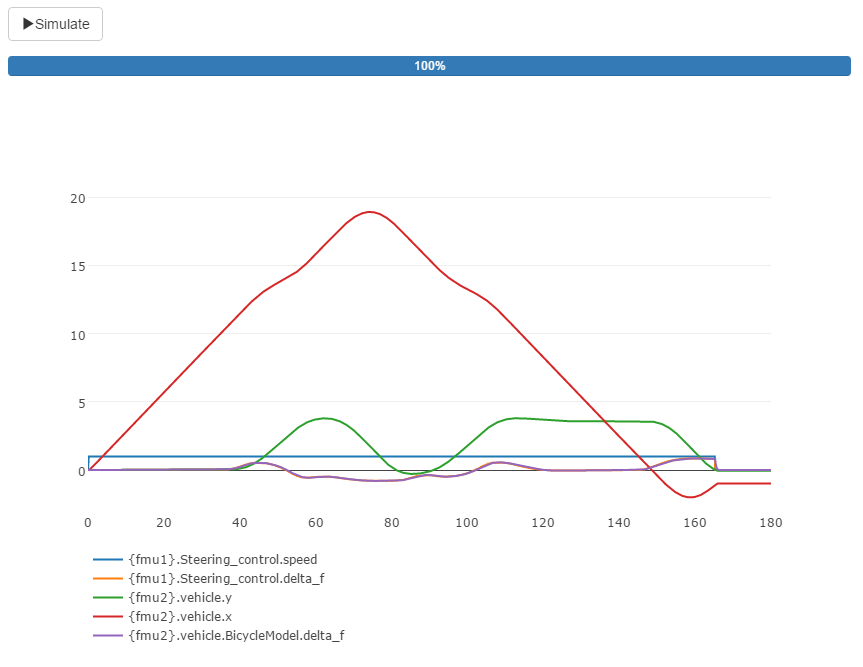 Simulate
100%
20
15
10
5
0
0 20 40 60 80 100 120 140 160 180
{fmu1}.Steering_control.speed
{fmu1}.Steering_control.delta_f
{fmu2}.vehicle.y
{fmu2}.vehicle.x
{fmu2}.vehicle.BicycleModel.delta_f